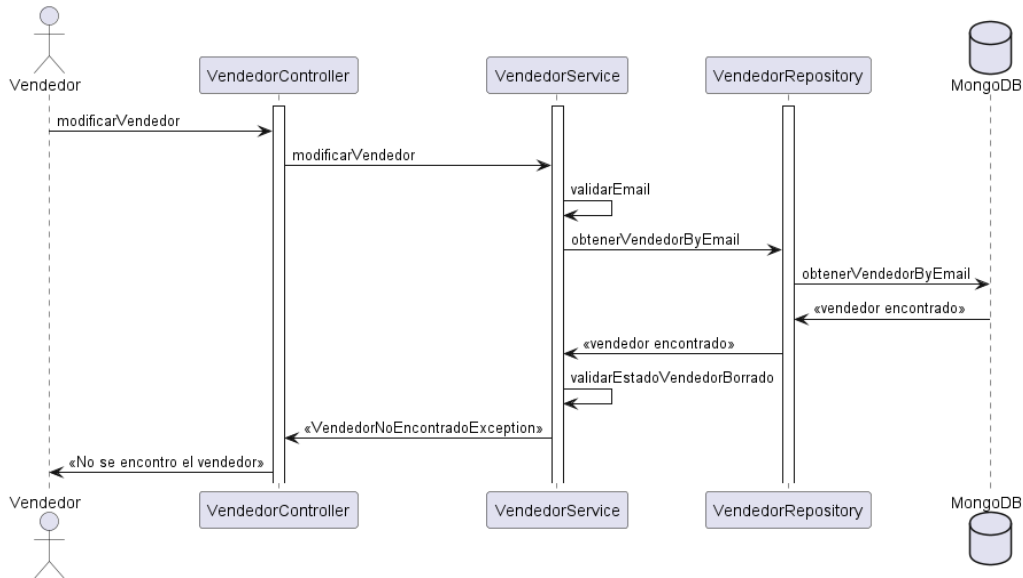 Vendedor
VendedorController
VendedorService
VendedorRepository
MongoDB
modificarVendedor
modificarVendedor
validarEmail
obtenerVendedorByEmail
obtenerVendedorByEmail
«vendedor encontrado»
«vendedor encontrado»
validarEstadoVendedorBorrado
«VendedorNoEncontradoException»
«No se encontro el vendedor»
Vendedor
VendedorController
VendedorService
VendedorRepository
MongoDB